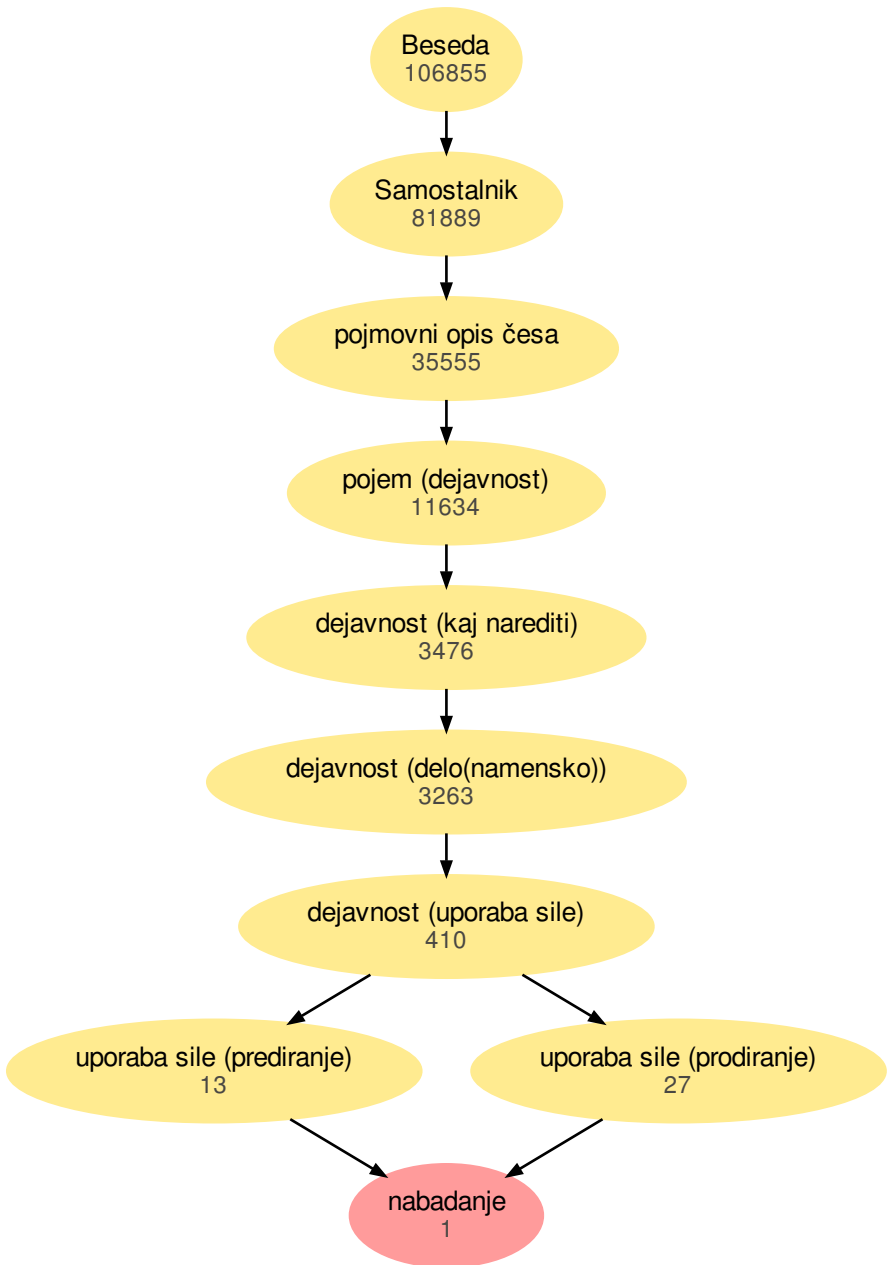 Beseda
106855
Samostalnik
81889
pojmovni opis česa
35555
pojem (dejavnost)
11634
dejavnost (kaj narediti)
3476
dejavnost (delo(namensko))
3263
dejavnost (uporaba sile)
410
uporaba sile (prediranje)
13
uporaba sile (prodiranje)
27
nabadanje
1